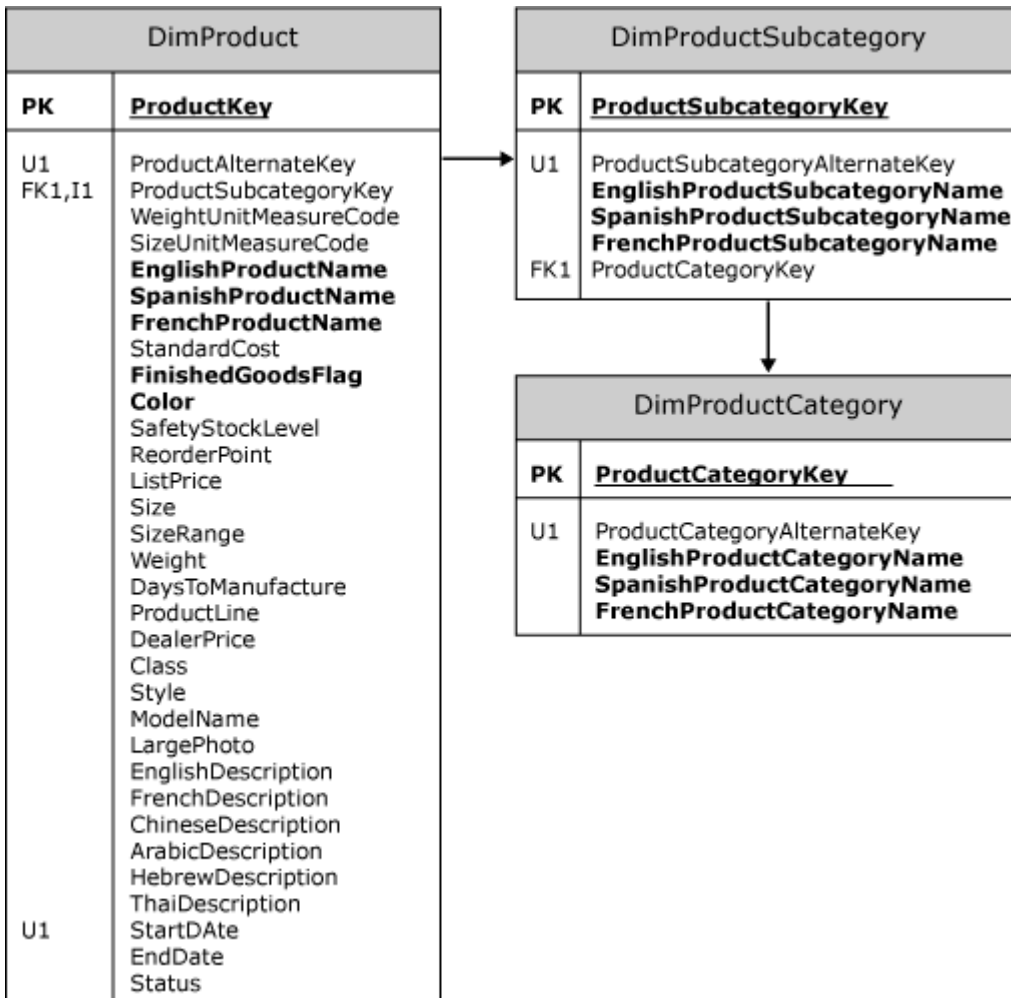 DimProduct
PK ProductKey
U1 ProductAlternateKey
FK1,I1 ProductSubcategoryKey
WeightUnitMeasureCode
SizeUnitMeasureCode
EnglishProductName
SpanishProductName
FrenchProductName
StandardCost
FinishedGoodsFlag
Color
SafetyStockLevel
ReorderPoint
ListPrice
Size
SizeRange
Weight
DaysToManufacture
ProductLine
DealerPrice
Class
Style
ModelName
LargePhoto
EnglishDescription
FrenchDescription
ChineseDescription
ArabicDescription
HebrewDescription
ThaiDescription
U1 StartDAte
EndDate
Status
DimProductSubcategory
PK ProductSubcategoryKey
U1 ProductSubcategoryAlternateKey
EnglishProductSubcategoryName
SpanishProductSubcategoryName
FrenchProductSubcategoryName
FK1 ProductCategoryKey
DimProductCategory
PK ProductCategoryKey
U1 ProductCategoryAlternateKey
EnglishProductCategoryName
SpanishProductCategoryName
FrenchProductCategoryName